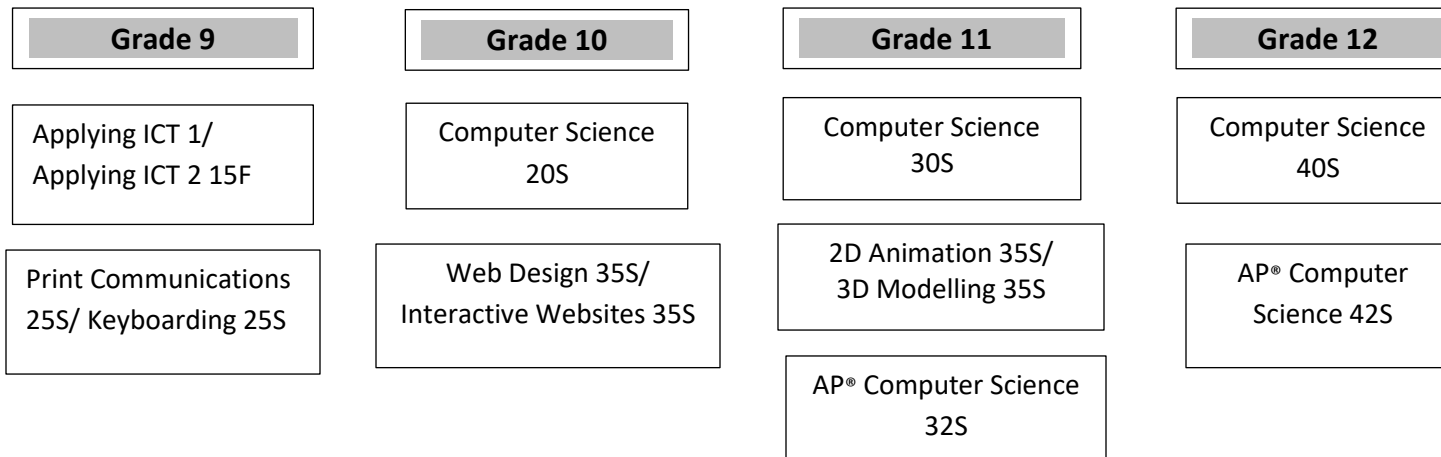 Grade 9
Applying ICT 1/
Applying ICT 2 15F
Print Communications
25S/ Keyboarding 25S
Grade 10
Computer Science
20S
Web Design 35S/
Interactive Websites 35S
Grade 11
Computer Science
30S
2D Animation 35S/
3D Modelling 35S
AP® Computer Science
32S
Grade 12
Computer Science
40S
AP® Computer
Science 42S